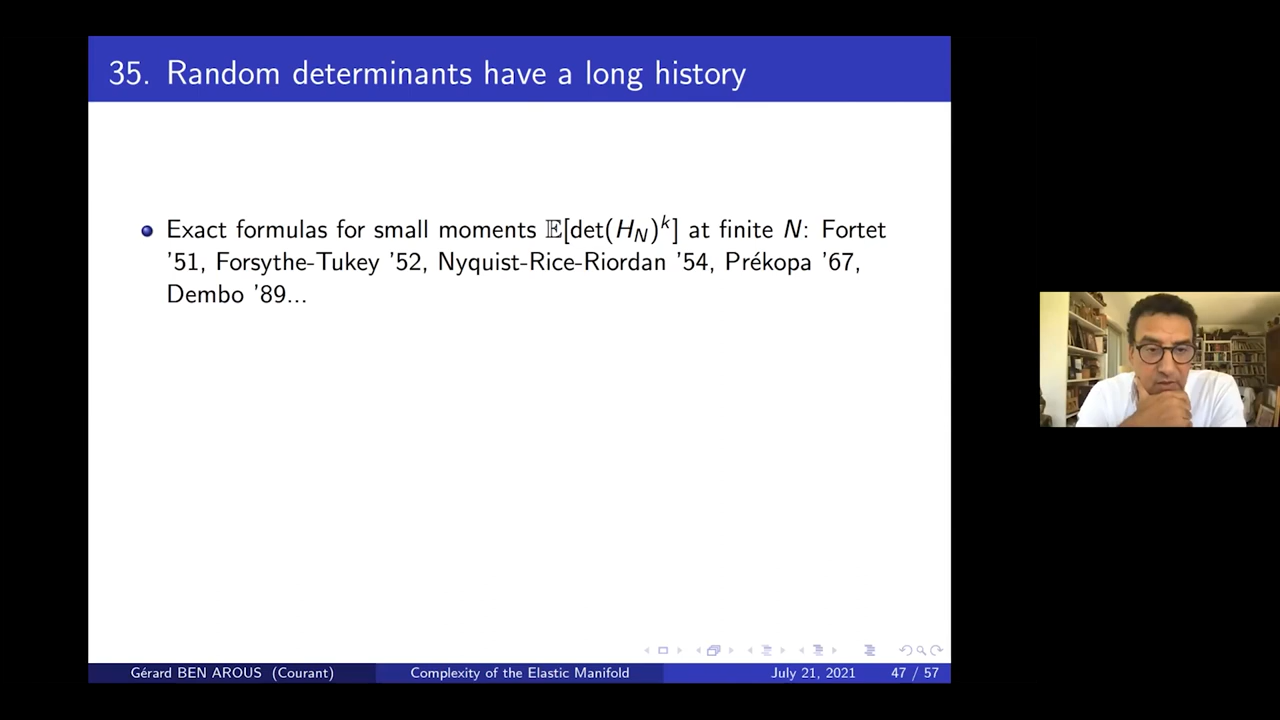 35. Random determinants have a long history
Exact formulas for small moments 𝔼[det(H_N)^k] at finite N: Fortet
'51, Forsythe-Tukey '52, Nyquist-Rice-Riordan '54, Prékopa '67,
Dembo '89...
Gérard BEN AROUS (Courant) Complexity of the Elastic Manifold July 21, 2021 47 / 57